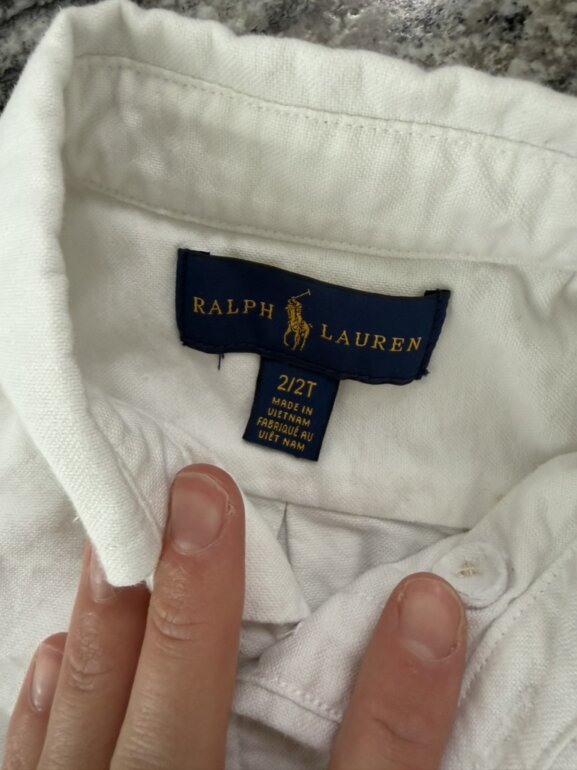 RALPH LAUREN
2/2T
MADE IN
VIETNAM
FABRIQUÉ AU
VIÊT NAM